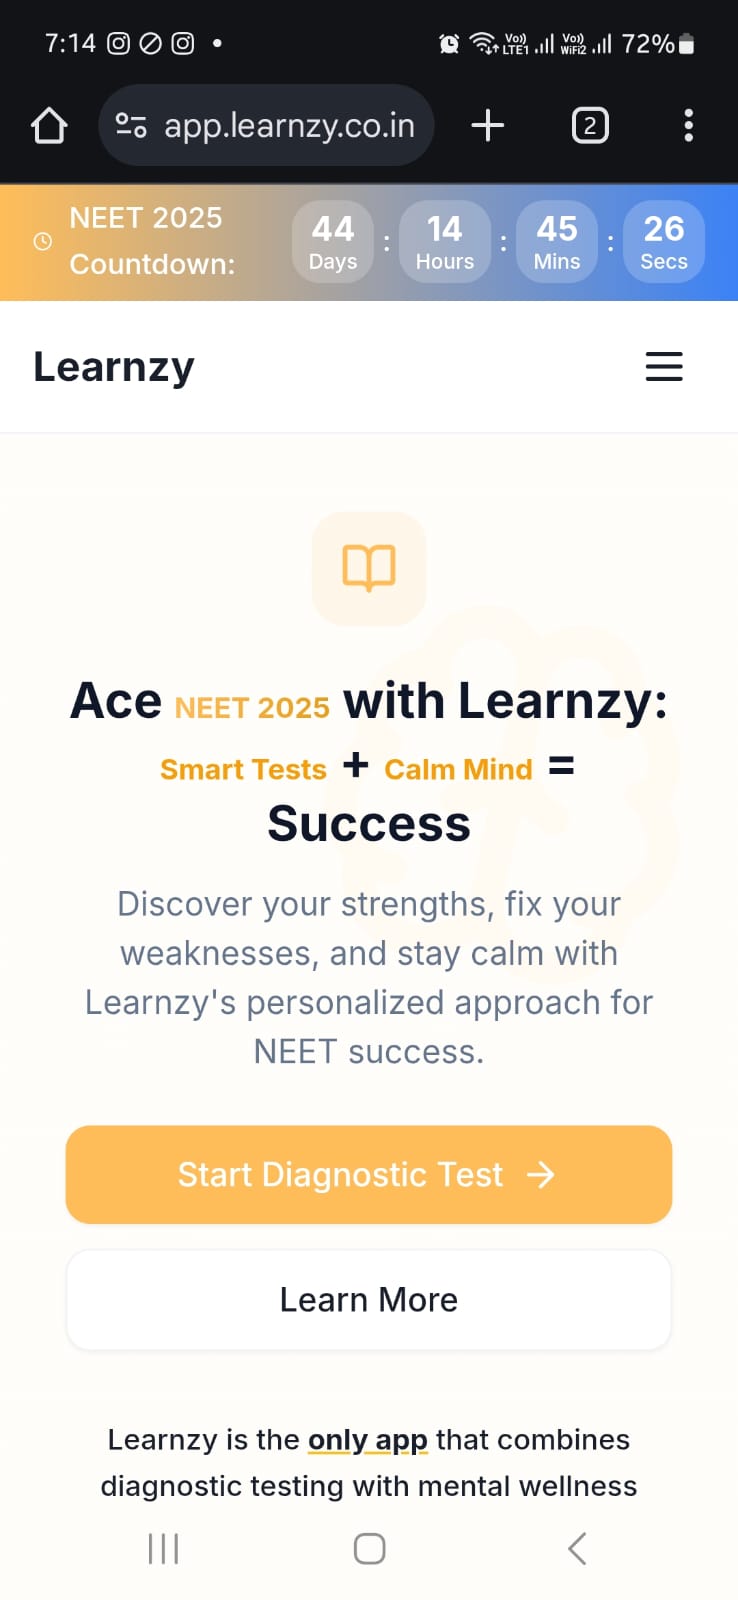 7:14
Vo)) LTE1 Vo)) WiFi2 72%
app.learnzy.co.in 2
NEET 2025
Countdown:
44 : 14 : 45 : 26
Days Hours Mins Secs
Learnzy
Ace NEET 2025 with Learnzy:
Smart Tests + Calm Mind =
Success
Discover your strengths, fix your
weaknesses, and stay calm with
Learnzy's personalized approach for
NEET success.
Start Diagnostic Test →
Learn More
Learnzy is the only app that combines
diagnostic testing with mental wellness